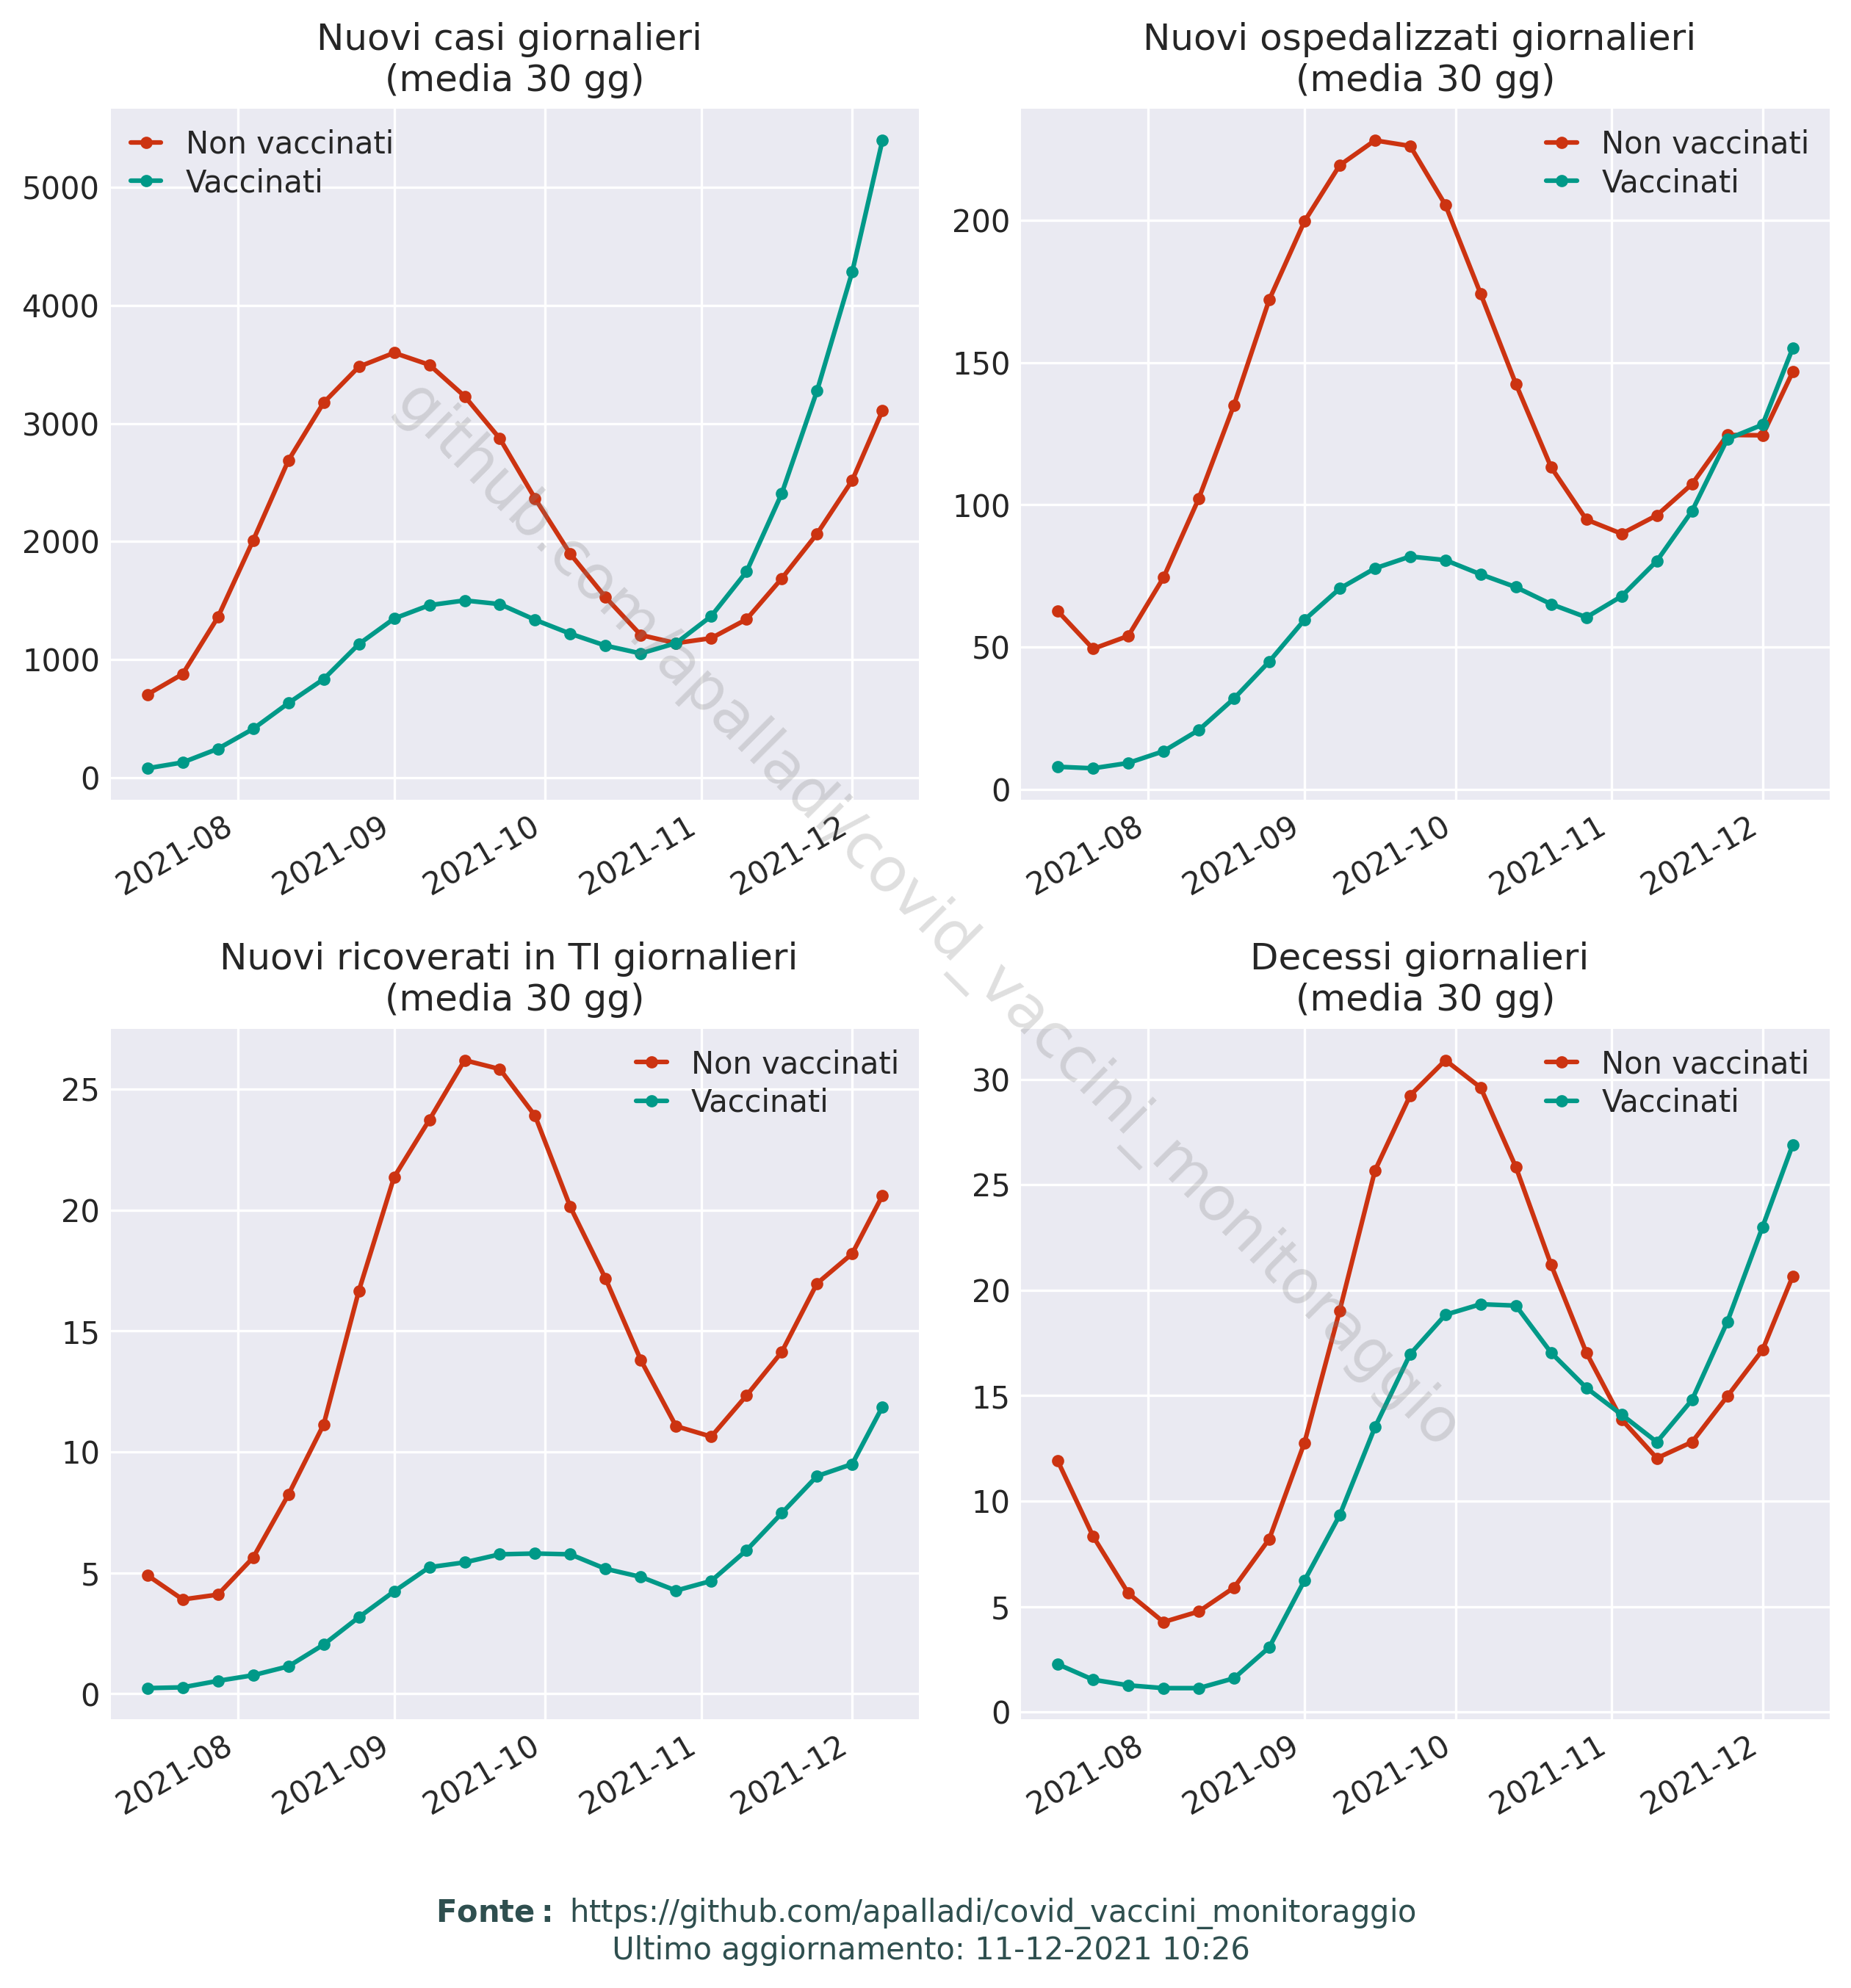 Nuovi casi giornalieri
(media 30 gg)
Non vaccinati
Vaccinati
5000
4000
3000
2000
1000
0
2021-08
2021-09
2021-10
2021-11
2021-12
Nuovi ospedalizzati giornalieri
(media 30 gg)
Non vaccinati
Vaccinati
200
150
100
50
0
2021-08
2021-09
2021-10
2021-11
2021-12
github.com/apalladi/covid_vaccini_monitoraggio
Nuovi ricoverati in TI giornalieri
(media 30 gg)
Non vaccinati
Vaccinati
25
20
15
10
5
0
2021-08
2021-09
2021-10
2021-11
2021-12
Decessi giornalieri
(media 30 gg)
Non vaccinati
Vaccinati
30
25
20
15
10
5
0
2021-08
2021-09
2021-10
2021-11
2021-12
Fonte: https://github.com/apalladi/covid_vaccini_monitoraggio
Ultimo aggiornamento: 11-12-2021 10:26